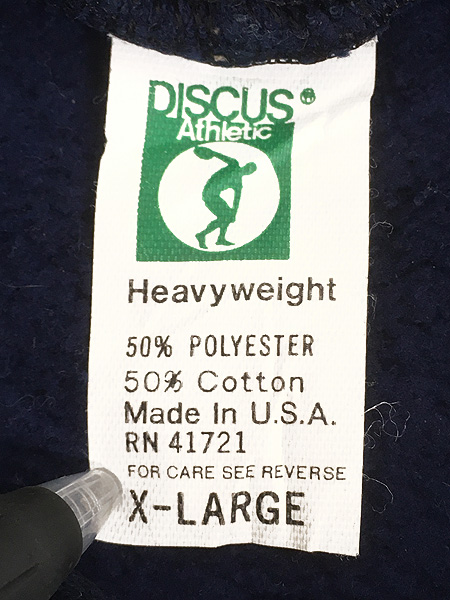 DISCUS®
Athletic
Heavyweight
50% POLYESTER
50% Cotton
Made In U.S.A.
RN 41721
FOR CARE SEE REVERSE
X-LARGE